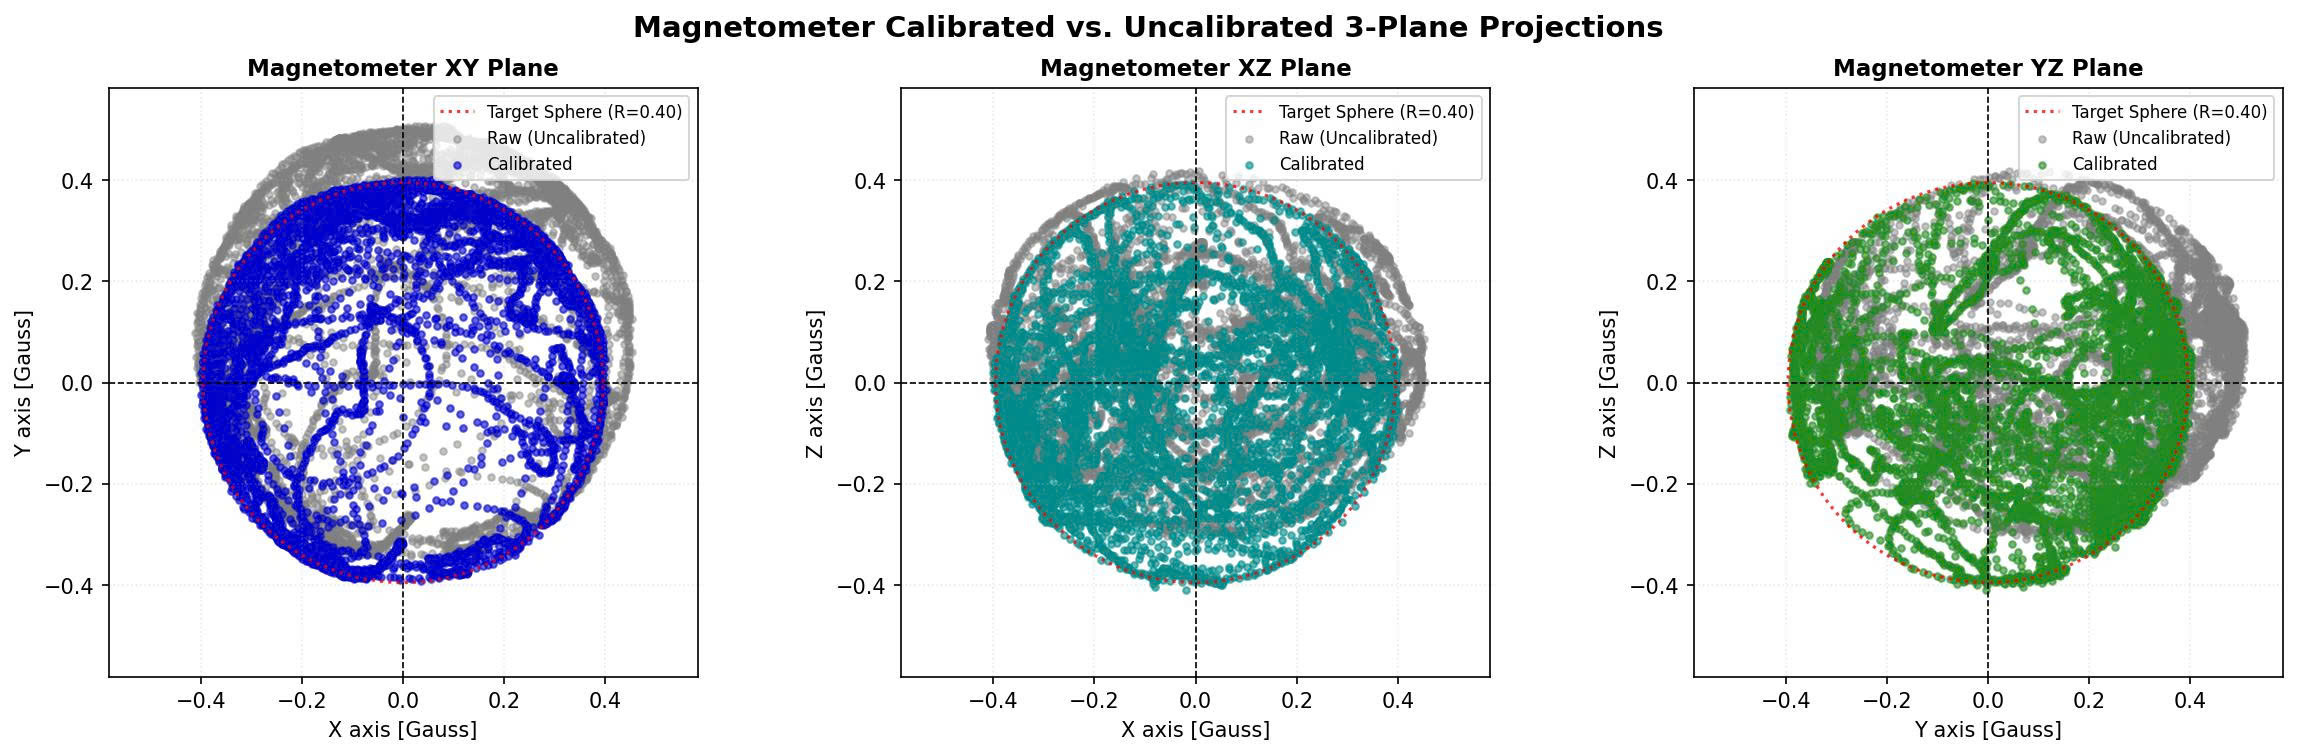 Magnetometer Calibrated vs. Uncalibrated 3-Plane Projections
Magnetometer XY Plane
Target Sphere (R=0.40)
Raw (Uncalibrated)
Calibrated
0.4
0.2
0.0
−0.2
−0.4
Y axis [Gauss]
−0.4 −0.2 0.0 0.2 0.4
X axis [Gauss]
Magnetometer XZ Plane
Target Sphere (R=0.40)
Raw (Uncalibrated)
Calibrated
0.4
0.2
0.0
−0.2
−0.4
Z axis [Gauss]
−0.4 −0.2 0.0 0.2 0.4
X axis [Gauss]
Magnetometer YZ Plane
Target Sphere (R=0.40)
Raw (Uncalibrated)
Calibrated
0.4
0.2
0.0
−0.2
−0.4
Z axis [Gauss]
−0.4 −0.2 0.0 0.2 0.4
Y axis [Gauss]